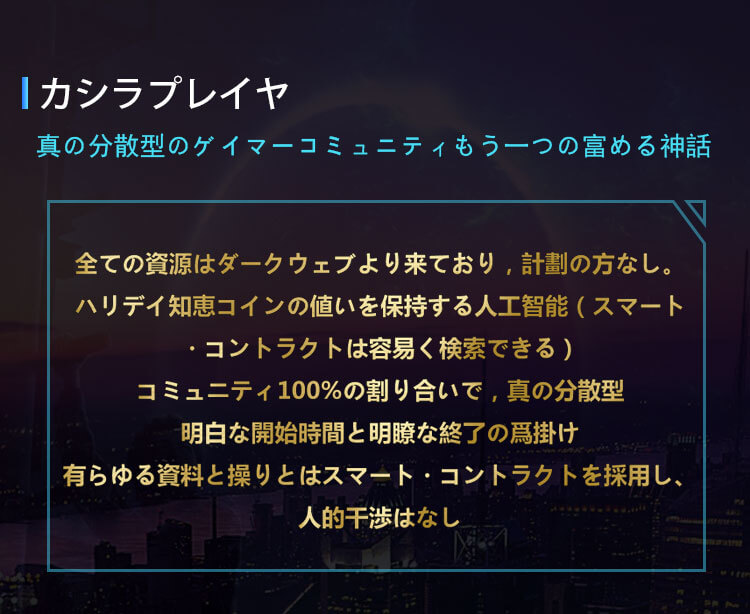 カシラプレイヤ
真の分散型のゲイマーコミュニティもう一つの富める神話
全ての資源はダークウェブより来ており，計劃の方なし。
ハリデイ知恵コインの値いを保持する人工智能（スマート
・コントラクトは容易く検索できる）
コミュニティ100%の割り合いで，真の分散型
明白な開始時間と明瞭な終了の爲掛け
有らゆる資料と操りとはスマート・コントラクトを採用し、
人的干渉はなし